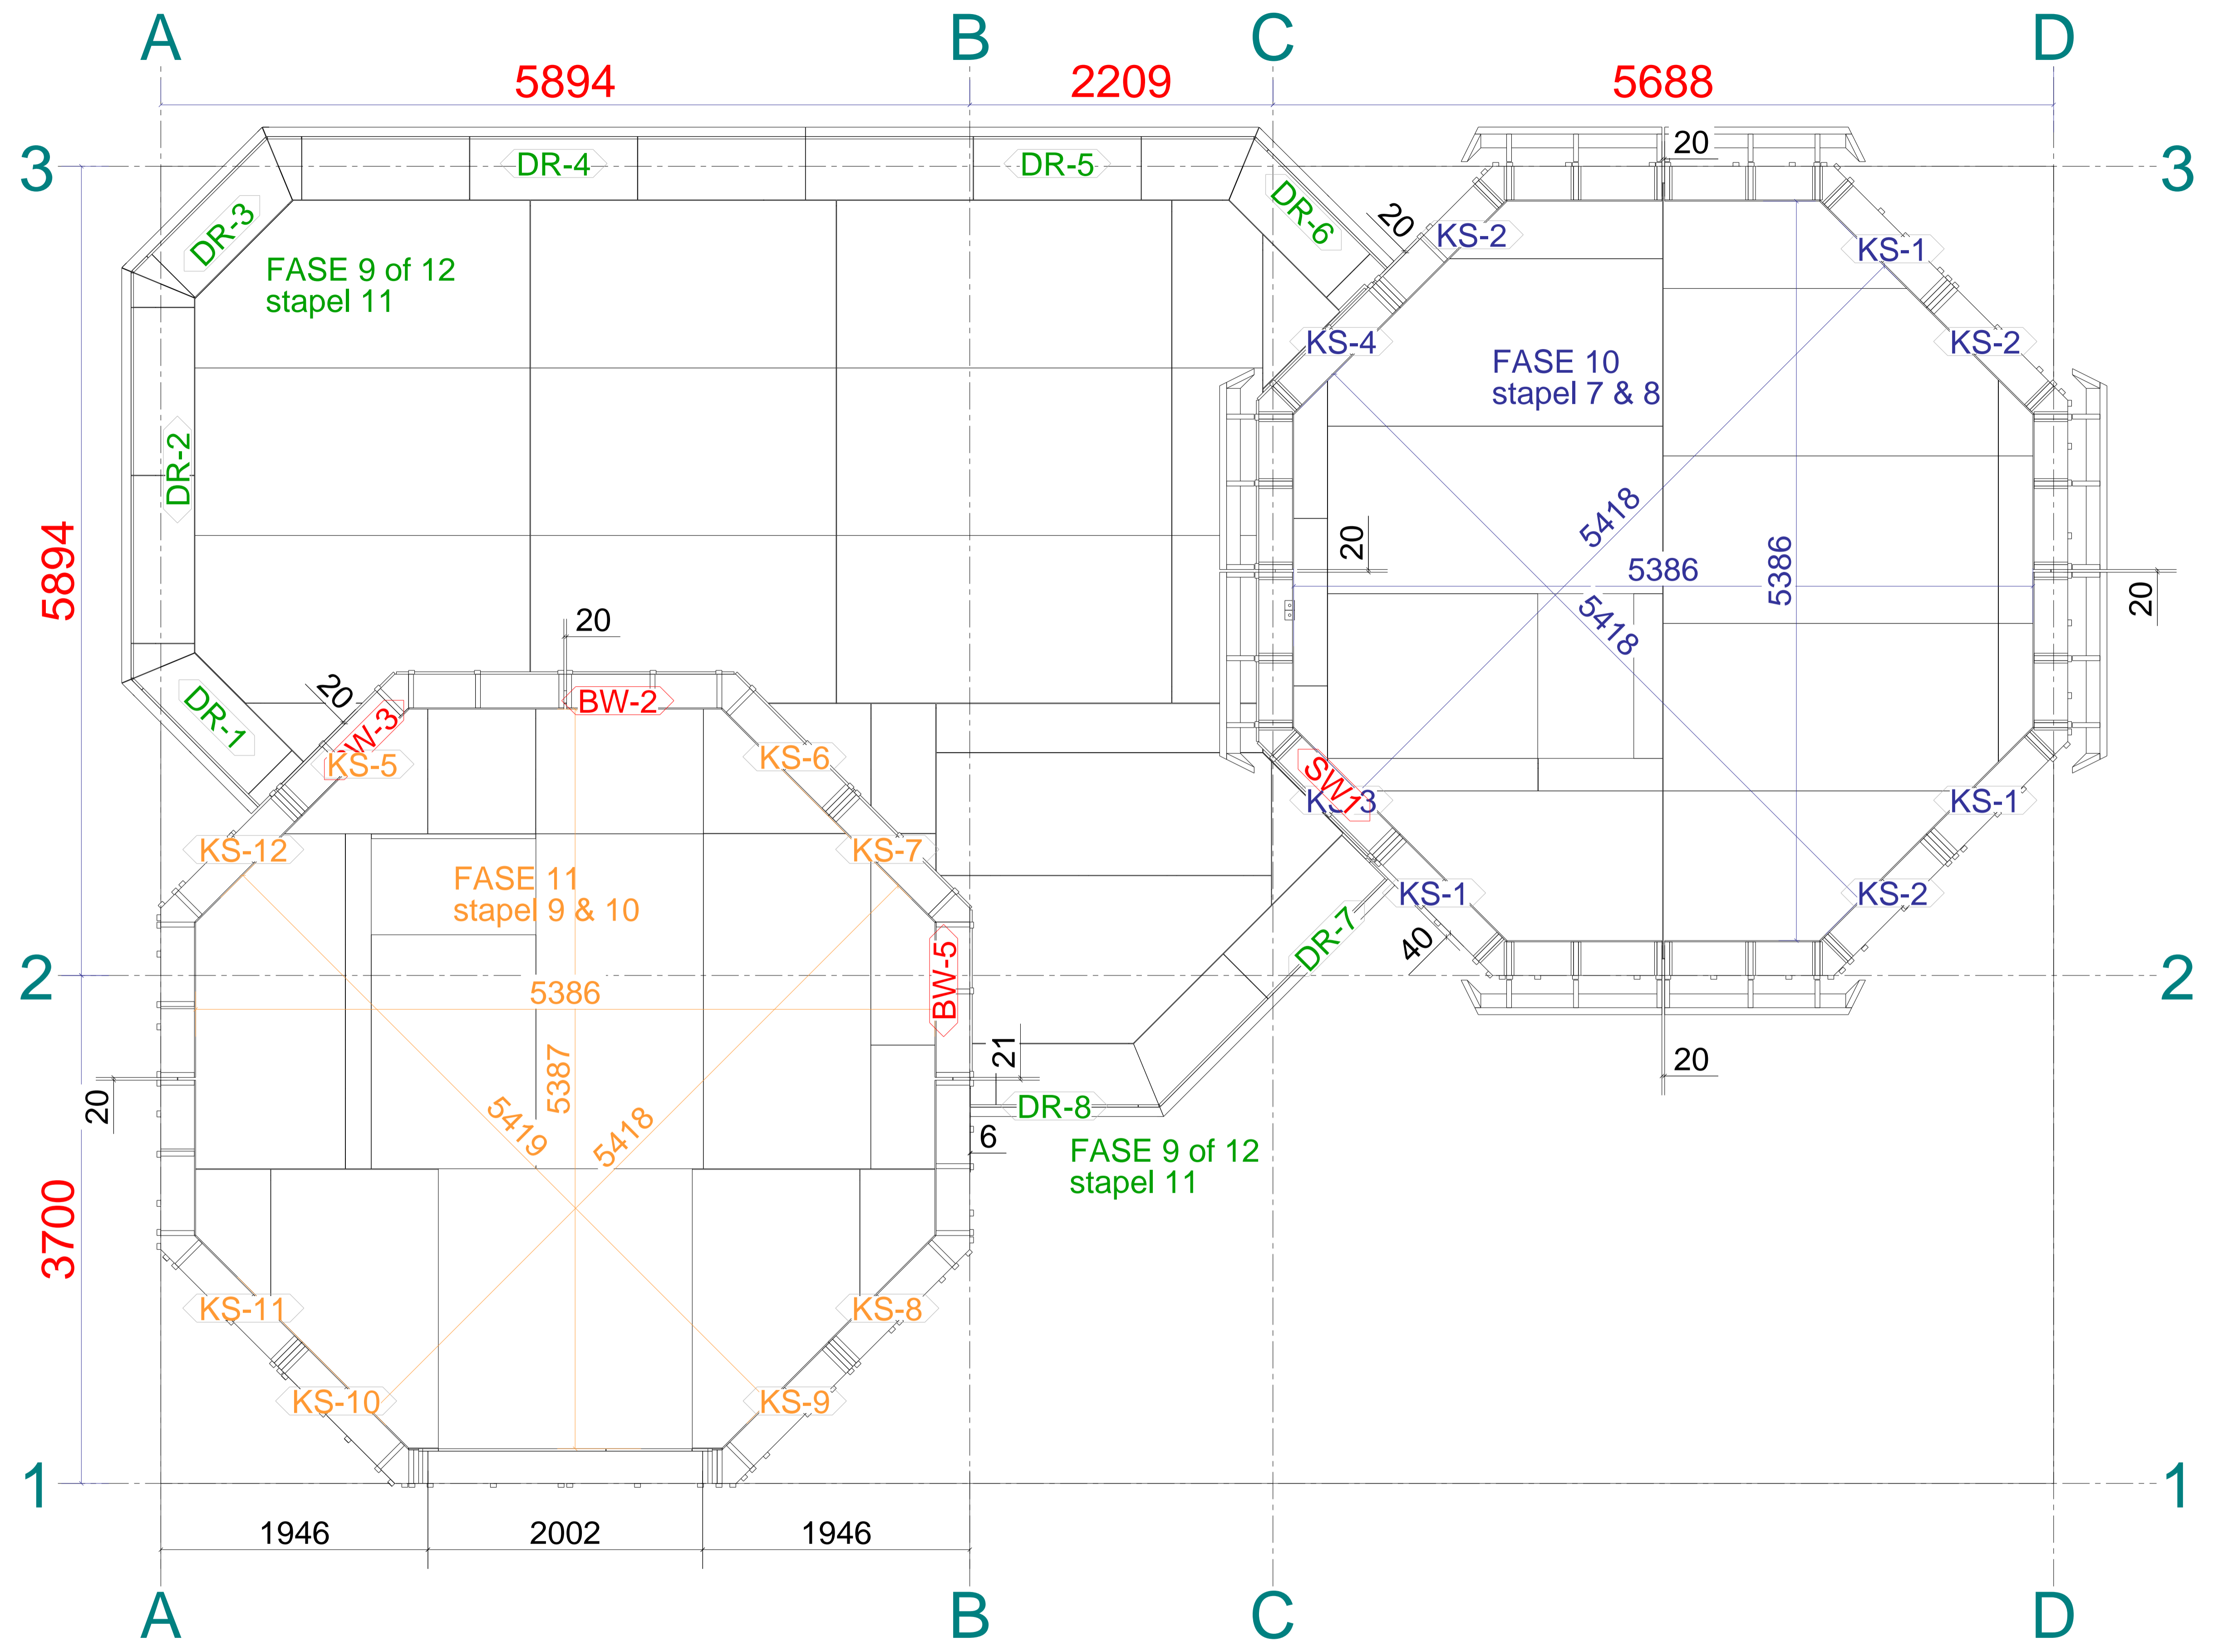 A
B
C
D
5894
2209
5688
3
DR-4
DR-5
20
3
DR-3
DR-6
20
KS-2
KS-1
FASE 9 of 12
stapel 11
KS-4
KS-2
FASE 10
stapel 7 & 8
DR-2
5894
5418
20
5386
5386
20
5418
20
20
BW-2
DR-1
W-3
KS-5
KS-6
SW1
3
KS-1
KS-12
KS-7
FASE 11
stapel 9 & 10
KS-1
KS-2
DR-7
40
2
BW-5
2
5386
5387
21
20
20
5419
5418
DR-8
6
FASE 9 of 12
stapel 11
3700
KS-11
KS-8
KS-10
KS-9
1
1
1946
2002
1946
A
B
C
D